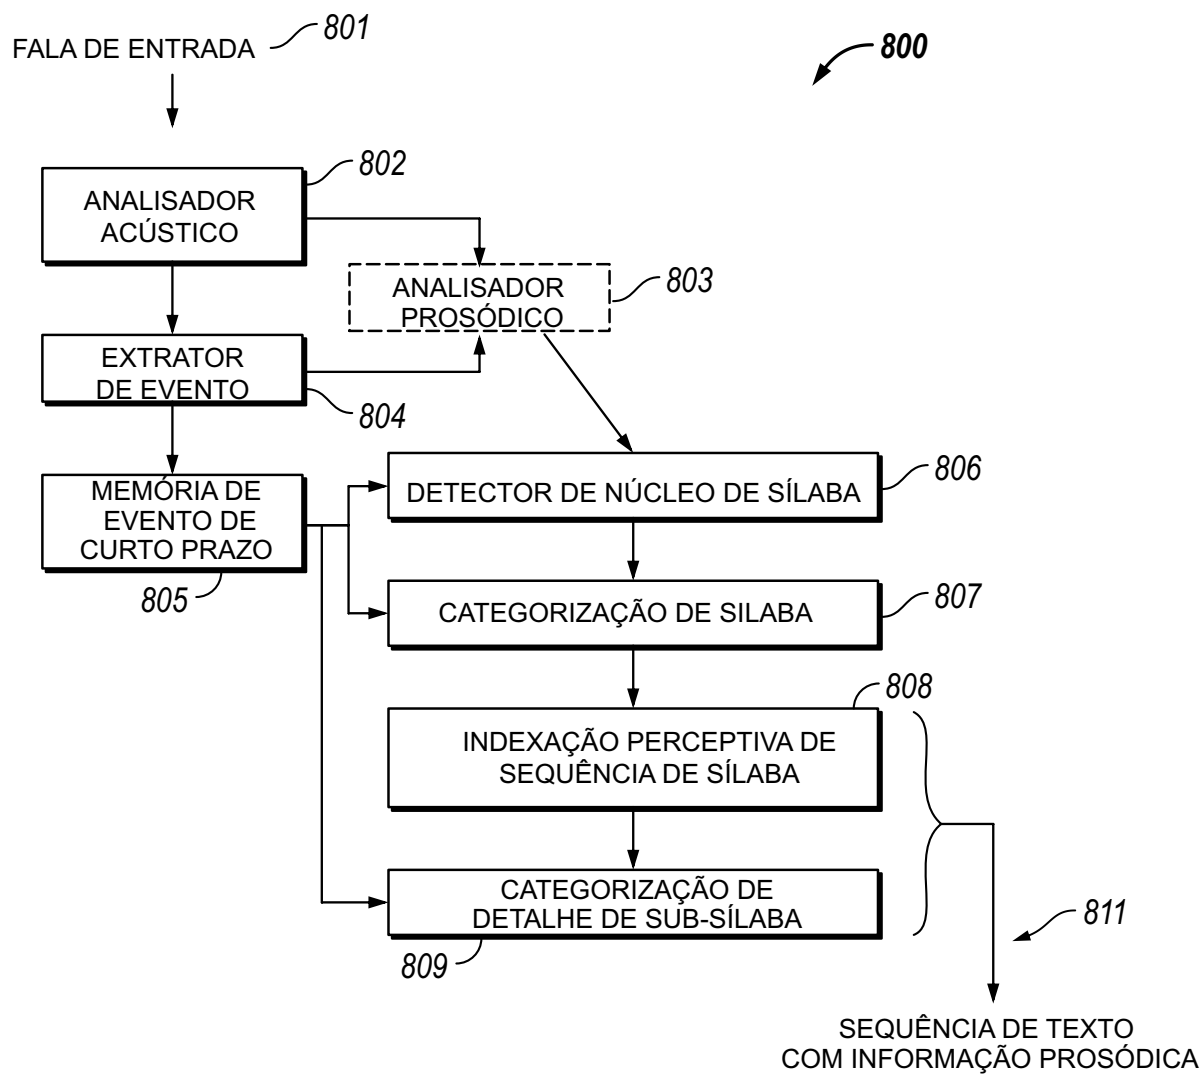 FALA DE ENTRADA
801
800
802
ANALISADOR
ACÚSTICO
803
ANALISADOR
PROSÓDICO
EXTRATOR
DE EVENTO
804
806
DETECTOR DE NÚCLEO DE SÍLABA
MEMÓRIA DE
EVENTO DE
CURTO PRAZO
805
807
CATEGORIZAÇÃO DE SILABA
808
INDEXAÇÃO PERCEPTIVA DE
SEQUÊNCIA DE SÍLABA
CATEGORIZAÇÃO DE
DETALHE DE SUB-SÍLABA
809
811
SEQUÊNCIA DE TEXTO
COM INFORMAÇÃO PROSÓDICA